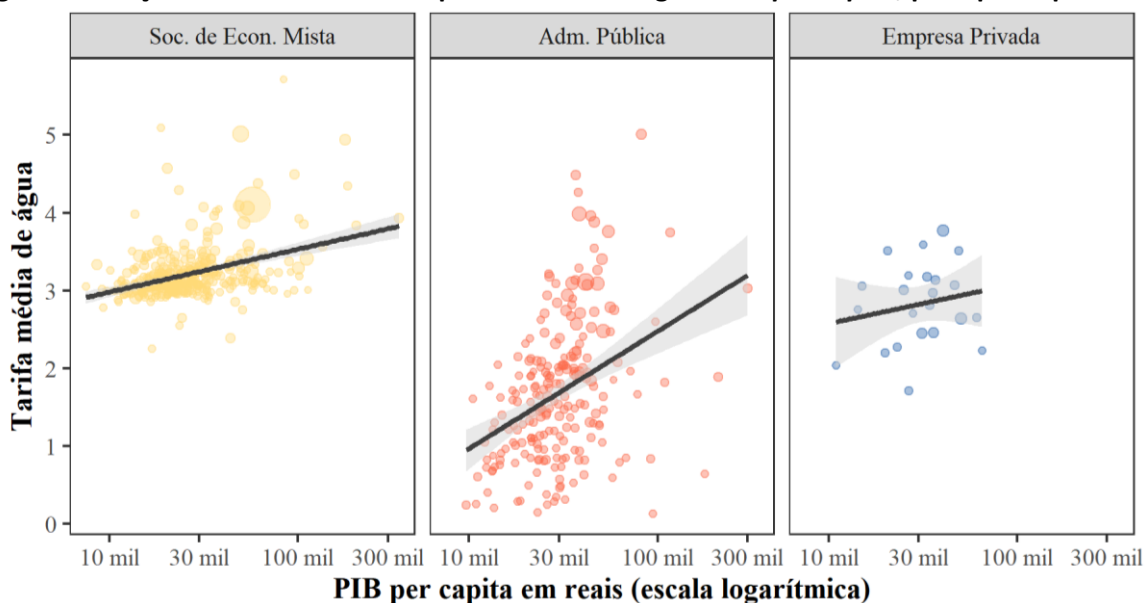 Soc. de Econ. Mista
Adm. Pública
Empresa Privada
Tarifa média de água
5
4
3
2
1
0
10 mil 30 mil 100 mil 300 mil
10 mil 30 mil 100 mil 300 mil
10 mil 30 mil 100 mil 300 mil
PIB per capita em reais (escala logarítmica)